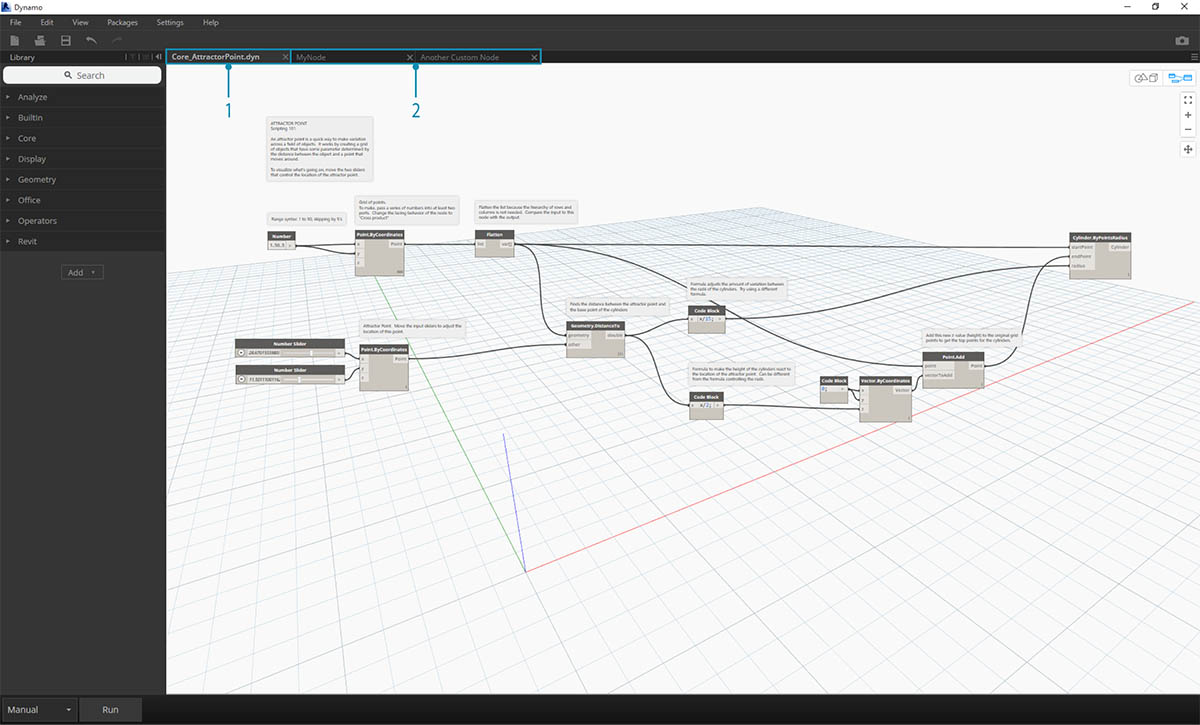 Dynamo
File Edit View Packages Settings Help
Library
Core_AttractorPoint.dyn
MyNode
Another Custom Node
Search
1
2
Analyze
BuiltIn
Core
Display
Geometry
Office
Operators
Revit
Add
ATTRACTOR POINT
Scripting 101
An attractor point is a quick way to make variation
across a field of objects. It works by creating a grid
of objects that have some parameter determined by
the distance between the object and a point that
moves around.
To visualize what's going on, move the two sliders
that control the location of the attractor point.
Grid of points.
To make, pass a series of numbers into at least two
ports. Change the lacing behavior of the node to
"Cross product"
Flatten the list because the hierarchy of rows and
columns is not needed. Compare the input to this
node with the output.
Number
Point.ByCoordinates
x
y
z
Point
Flatten
list
Cylinder.ByPointsRadius
startPoint
endPoint
radius
Cylinder
Formula adjusts the amount of variation between
the radii of the cylinders. Try using a different
formula.
Finds the distance between the attractor point and
the base point of the cylinders
Code Block
x
x/15;
>
Attractor Point. Move the input sliders to adjust the
location of this point.
Geometry.DistanceTo
geometry
other
double
Add this new z value (height) to the original grid
points to get the top points for the cylinders
Number Slider
Number Slider
Point.ByCoordinates
x
y
z
Point
Point.Add
point
vectorToAdd
Point
Formula to make the height of the cylinders react to
the location of the attractor point. Can be different
from the formula controlling the radii.
Code Block
0;
>
Vector.ByCoordinates
x
y
z
Vector
Code Block
x
x/2;
>
Manual
Run